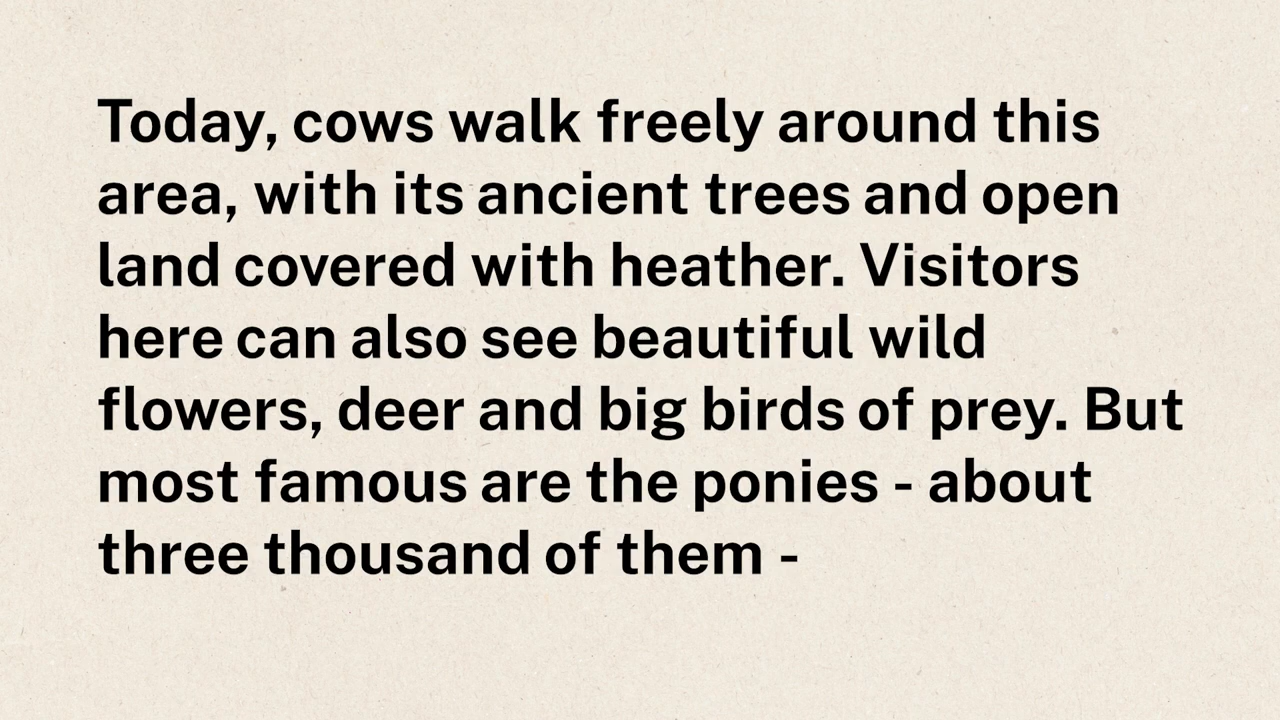 Today, cows walk freely around this
area, with its ancient trees and open
land covered with heather. Visitors
here can also see beautiful wild
flowers, deer and big birds of prey. But
most famous are the ponies - about
three thousand of them -